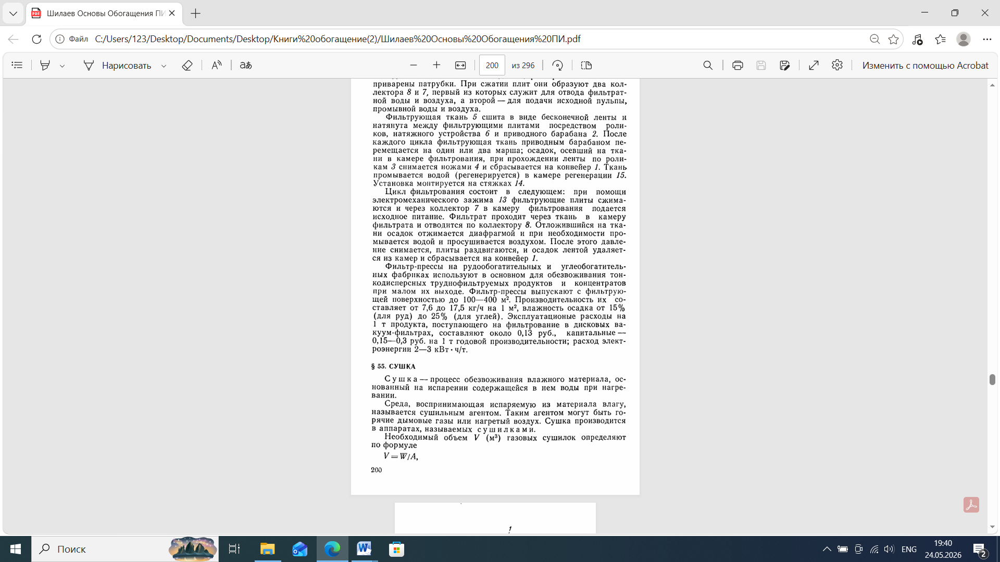 Шилаев Основы Обогащения ПИ
Файл
C:/Users/123/Desktop/Documents/Desktop/Книги%20обогащение(2)/Шилаев%20Основы%20Обогащения%20ПИ.pdf
Нарисовать
aあ
200 из 296
Изменить с помощью Acrobat
приварены патрубки. При сжатии плит они образуют два кол-
лектора 8 и 7, первый из которых служит для отвода фильтрат-
ной воды и воздуха, а второй — для подачи исходной пульпы,
промывной воды и воздуха.
Фильтрующая ткань 5 сшита в виде бесконечной ленты и
натянута между фильтрующими плитами посредством роли-
ков, натяжного устройства 6 и приводного барабана 2. После
каждого цикла фильтрующая ткань приводным барабаном пе-
ремещается на один или два марша; осадок, осевший на тка-
ни в камере фильтрования, при прохождении ленты по роли-
кам 3 снимается ножами 4 и сбрасывается на конвейер 1. Ткань
промывается водой (регенерируется) в камере регенерации 15.
Установка монтируется на стяжках 14.
Цикл фильтрования состоит в следующем: при помощи
электромеханического зажима 13 фильтрующие плиты сжима-
ются и через коллектор 7 в камеру фильтрования подается
исходное питание. Фильтрат проходит через ткань в камеру
фильтрата и отводится по коллектору 8. Отложившийся на тка-
ни осадок отжимается диафрагмой и при необходимости про-
мывается водой и просушивается воздухом. После этого давле-
ние снимается, плиты раздвигаются, и осадок лентой удаляет-
ся из камер и сбрасывается на конвейер 1.
Фильтр-прессы на рудообогатительных и углеобогатитель-
ных фабриках используют в основном для обезвоживания тон-
кодисперсных труднофильтруемых продуктов и концентратов
при малом их выходе. Фильтр-прессы выпускают с фильтрую-
щей поверхностью до 100—400 м². Производительность их со-
ставляет от 7,6 до 17,5 кг/ч на 1 м², влажность осадка от 15%
(для руд) до 25% (для углей). Эксплуатационые расходы на
1 т продукта, поступающего на фильтрование в дисковых ва-
куум-фильтрах, составляют около 0,13 руб., капитальные —
0,15—0,3 руб. на 1 т годовой производительности; расход элект-
роэнергии 2—3 кВт·ч/т.
§ 55. СУШКА
Сушка — процесс обезвоживания влажного материала, ос-
нованный на испарении содержащейся в нем воды при нагре-
вании.
Среда, воспринимающая испаряемую из материала влагу,
называется сушильным агентом. Таким агентом могут быть го-
рячие дымовые газы или нагретый воздух. Сушка производится
в аппаратах, называемых сушилками.
Необходимый объем V (м³) газовых сушилок определяют
по формуле
V = W/A,
200
1
Поиск
ENG
19:40
24.05.2026
2